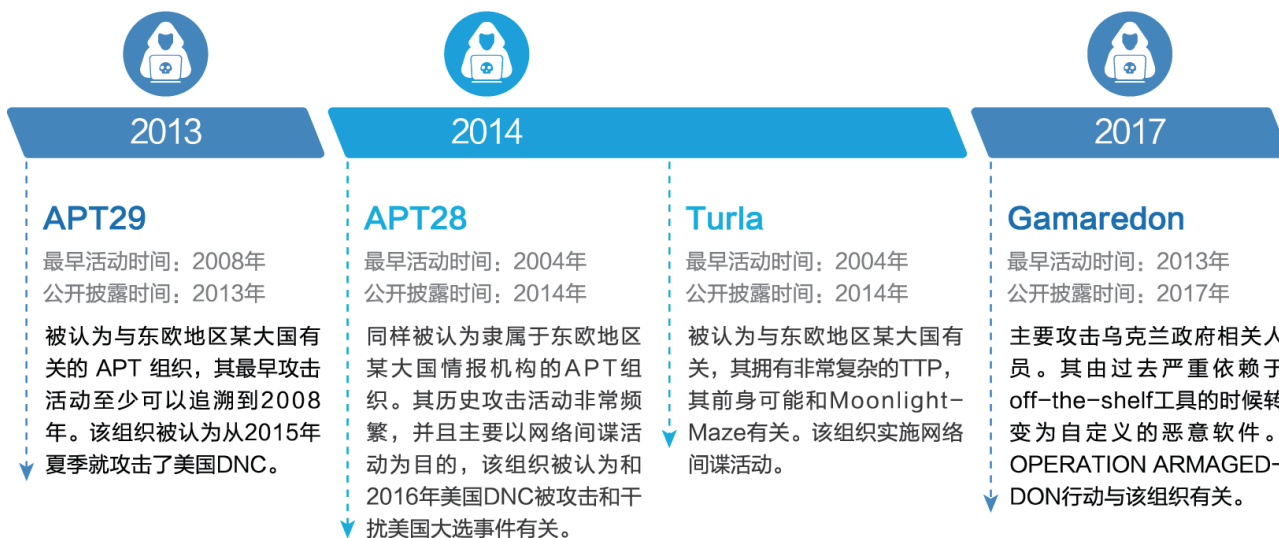 2013
2014
2017
APT29
最早活动时间：2008年
公开披露时间：2013年
被认为与东欧地区某大国有
关的 APT 组织，其最早攻击
活动至少可以追溯到2008
年。该组织被认为从2015年
夏季就攻击了美国DNC。
APT28
最早活动时间：2004年
公开披露时间：2014年
同样被认为隶属于东欧地区
某大国情报机构的APT组
织。其历史攻击活动非常频
繁，并且主要以网络间谍活
动为目的，该组织被认为和
2016年美国DNC被攻击和干
扰美国大选事件有关。
Turla
最早活动时间：2004年
公开披露时间：2014年
被认为与东欧地区某大国有
关，其拥有非常复杂的TTP，
其前身可能和Moonlight-
Maze有关。该组织实施网络
间谍活动。
Gamaredon
最早活动时间：2013年
公开披露时间：2017年
主要攻击乌克兰政府相关人
员。其由过去严重依赖于
off-the-shelf工具的时候转
变为自定义的恶意软件。
OPERATION ARMAGED-
DON行动与该组织有关。